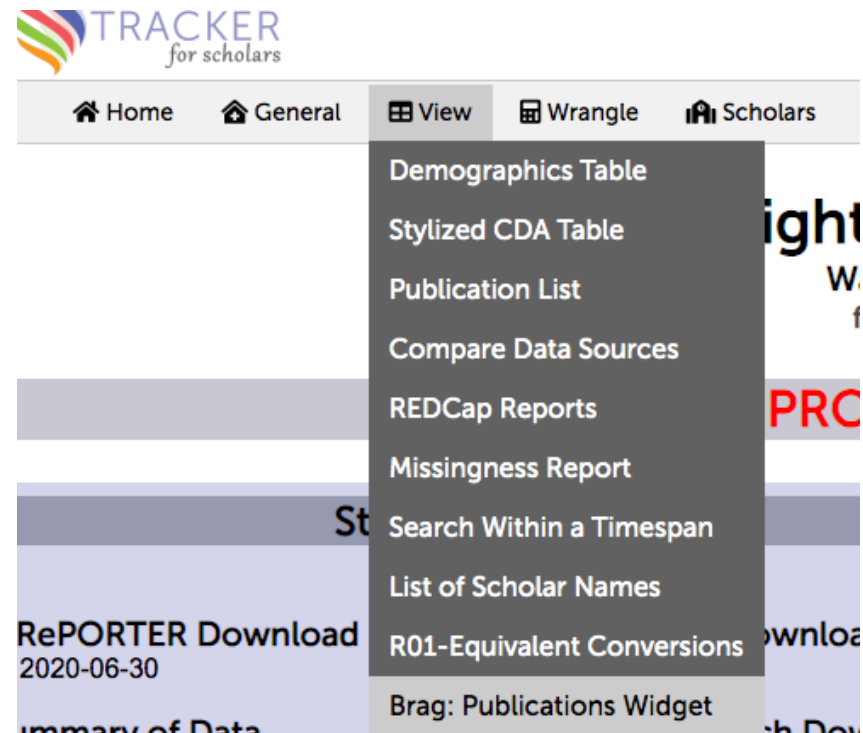 TRACKER
for scholars
Home General View Wrangle Scholars
Demographics Table
Stylized CDA Table
Publication List
Compare Data Sources
REDCap Reports
PRO
Missingness Report
St
Search Within a Timespan
List of Scholar Names
RePORTER Download
2020-06-30
R01-Equivalent Conversions
Brag: Publications Widget